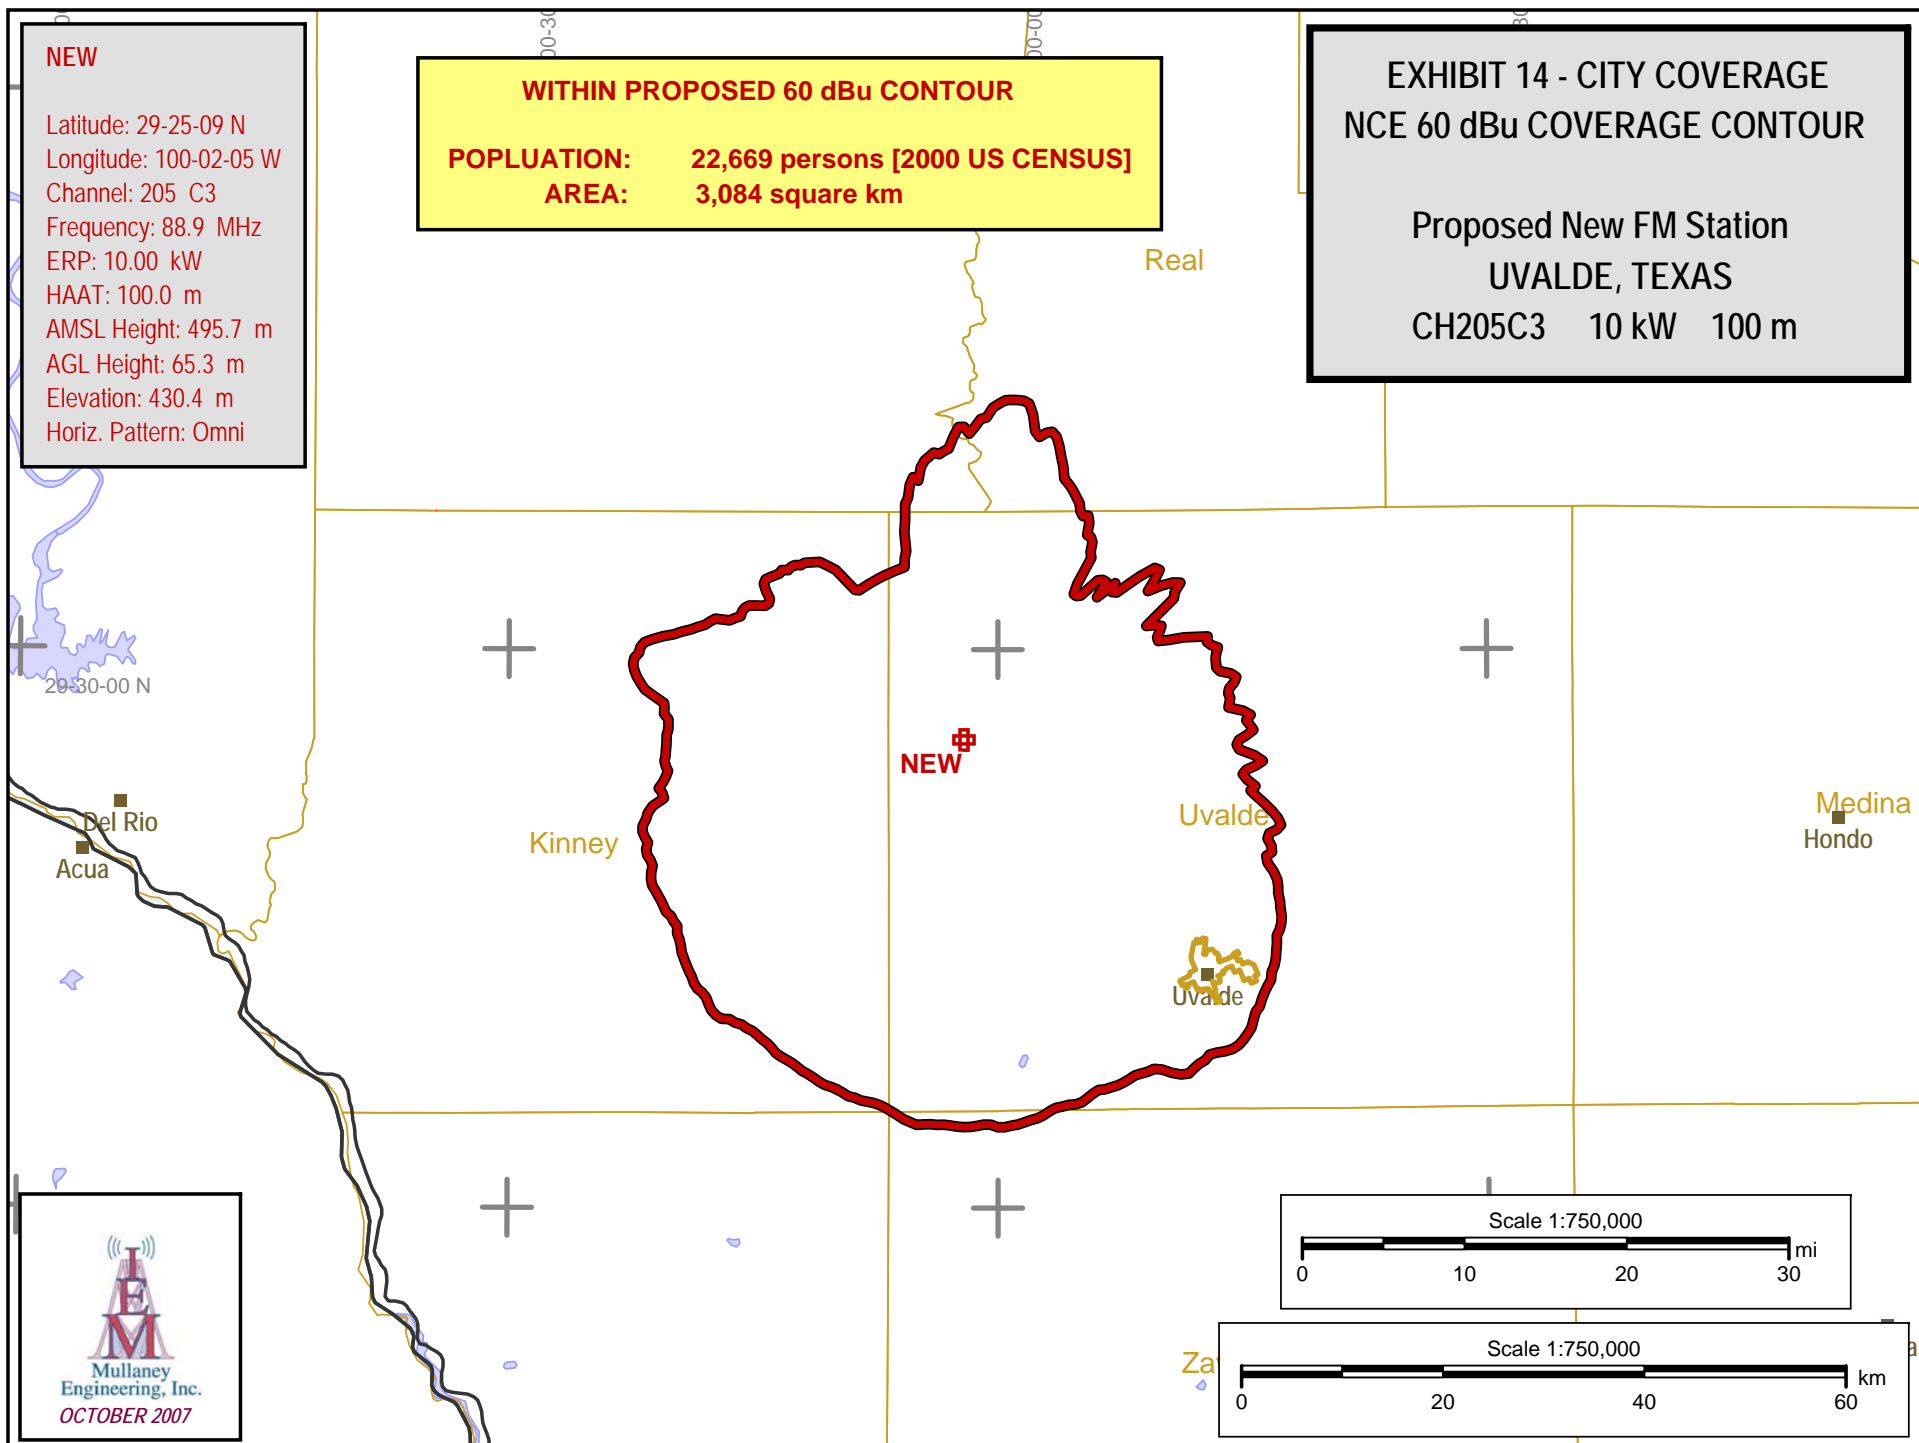 NEW
Latitude: 29-25-09 N
Longitude: 100-02-05 W
Channel: 205 C3
Frequency: 88.9 MHz
ERP: 10.00 kW
HAAT: 100.0 m
AMSL Height: 495.7 m
AGL Height: 65.3 m
Elevation: 430.4 m
Horiz. Pattern: Omni
WITHIN PROPOSED 60 dBu CONTOUR
POPLUATION: 22,669 persons [2000 US CENSUS]
AREA: 3,084 square km
EXHIBIT 14 - CITY COVERAGE
NCE 60 dBu COVERAGE CONTOUR
Proposed New FM Station
UVALDE, TEXAS
CH205C3 10 kW 100 m
Real
29-30-00 N
NEW
Del Rio
Acua
Kinney
Uvalde
Medina
Hondo
Uvalde
IEM
Mullaney
Engineering, Inc.
OCTOBER 2007
Scale 1:750,000
mi
0 10 20 30
Scale 1:750,000
km
0 20 40 60